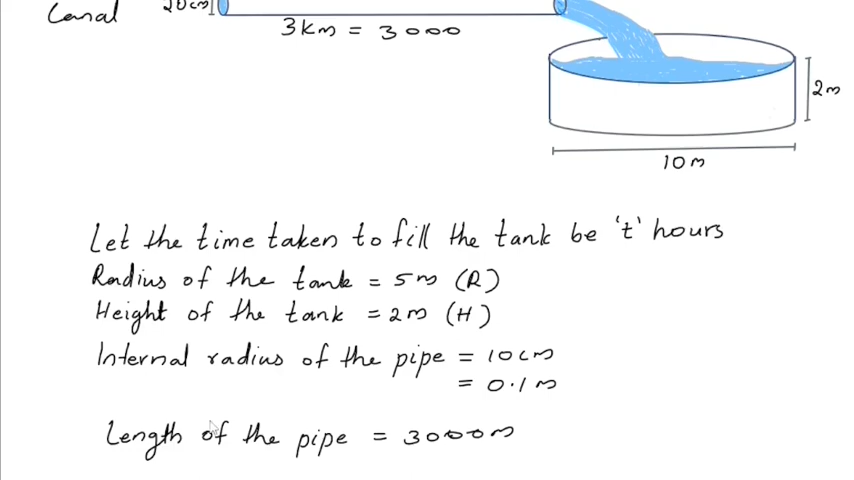 Canal
20cm
3km = 3000
2m
10m
Let the time taken to fill the tank be 't' hours
Radius of the tank = 5m (R)
Height of the tank = 2m (H)
Internal radius of the pipe = 10cm
= 0.1m
Length of the pipe = 3000m